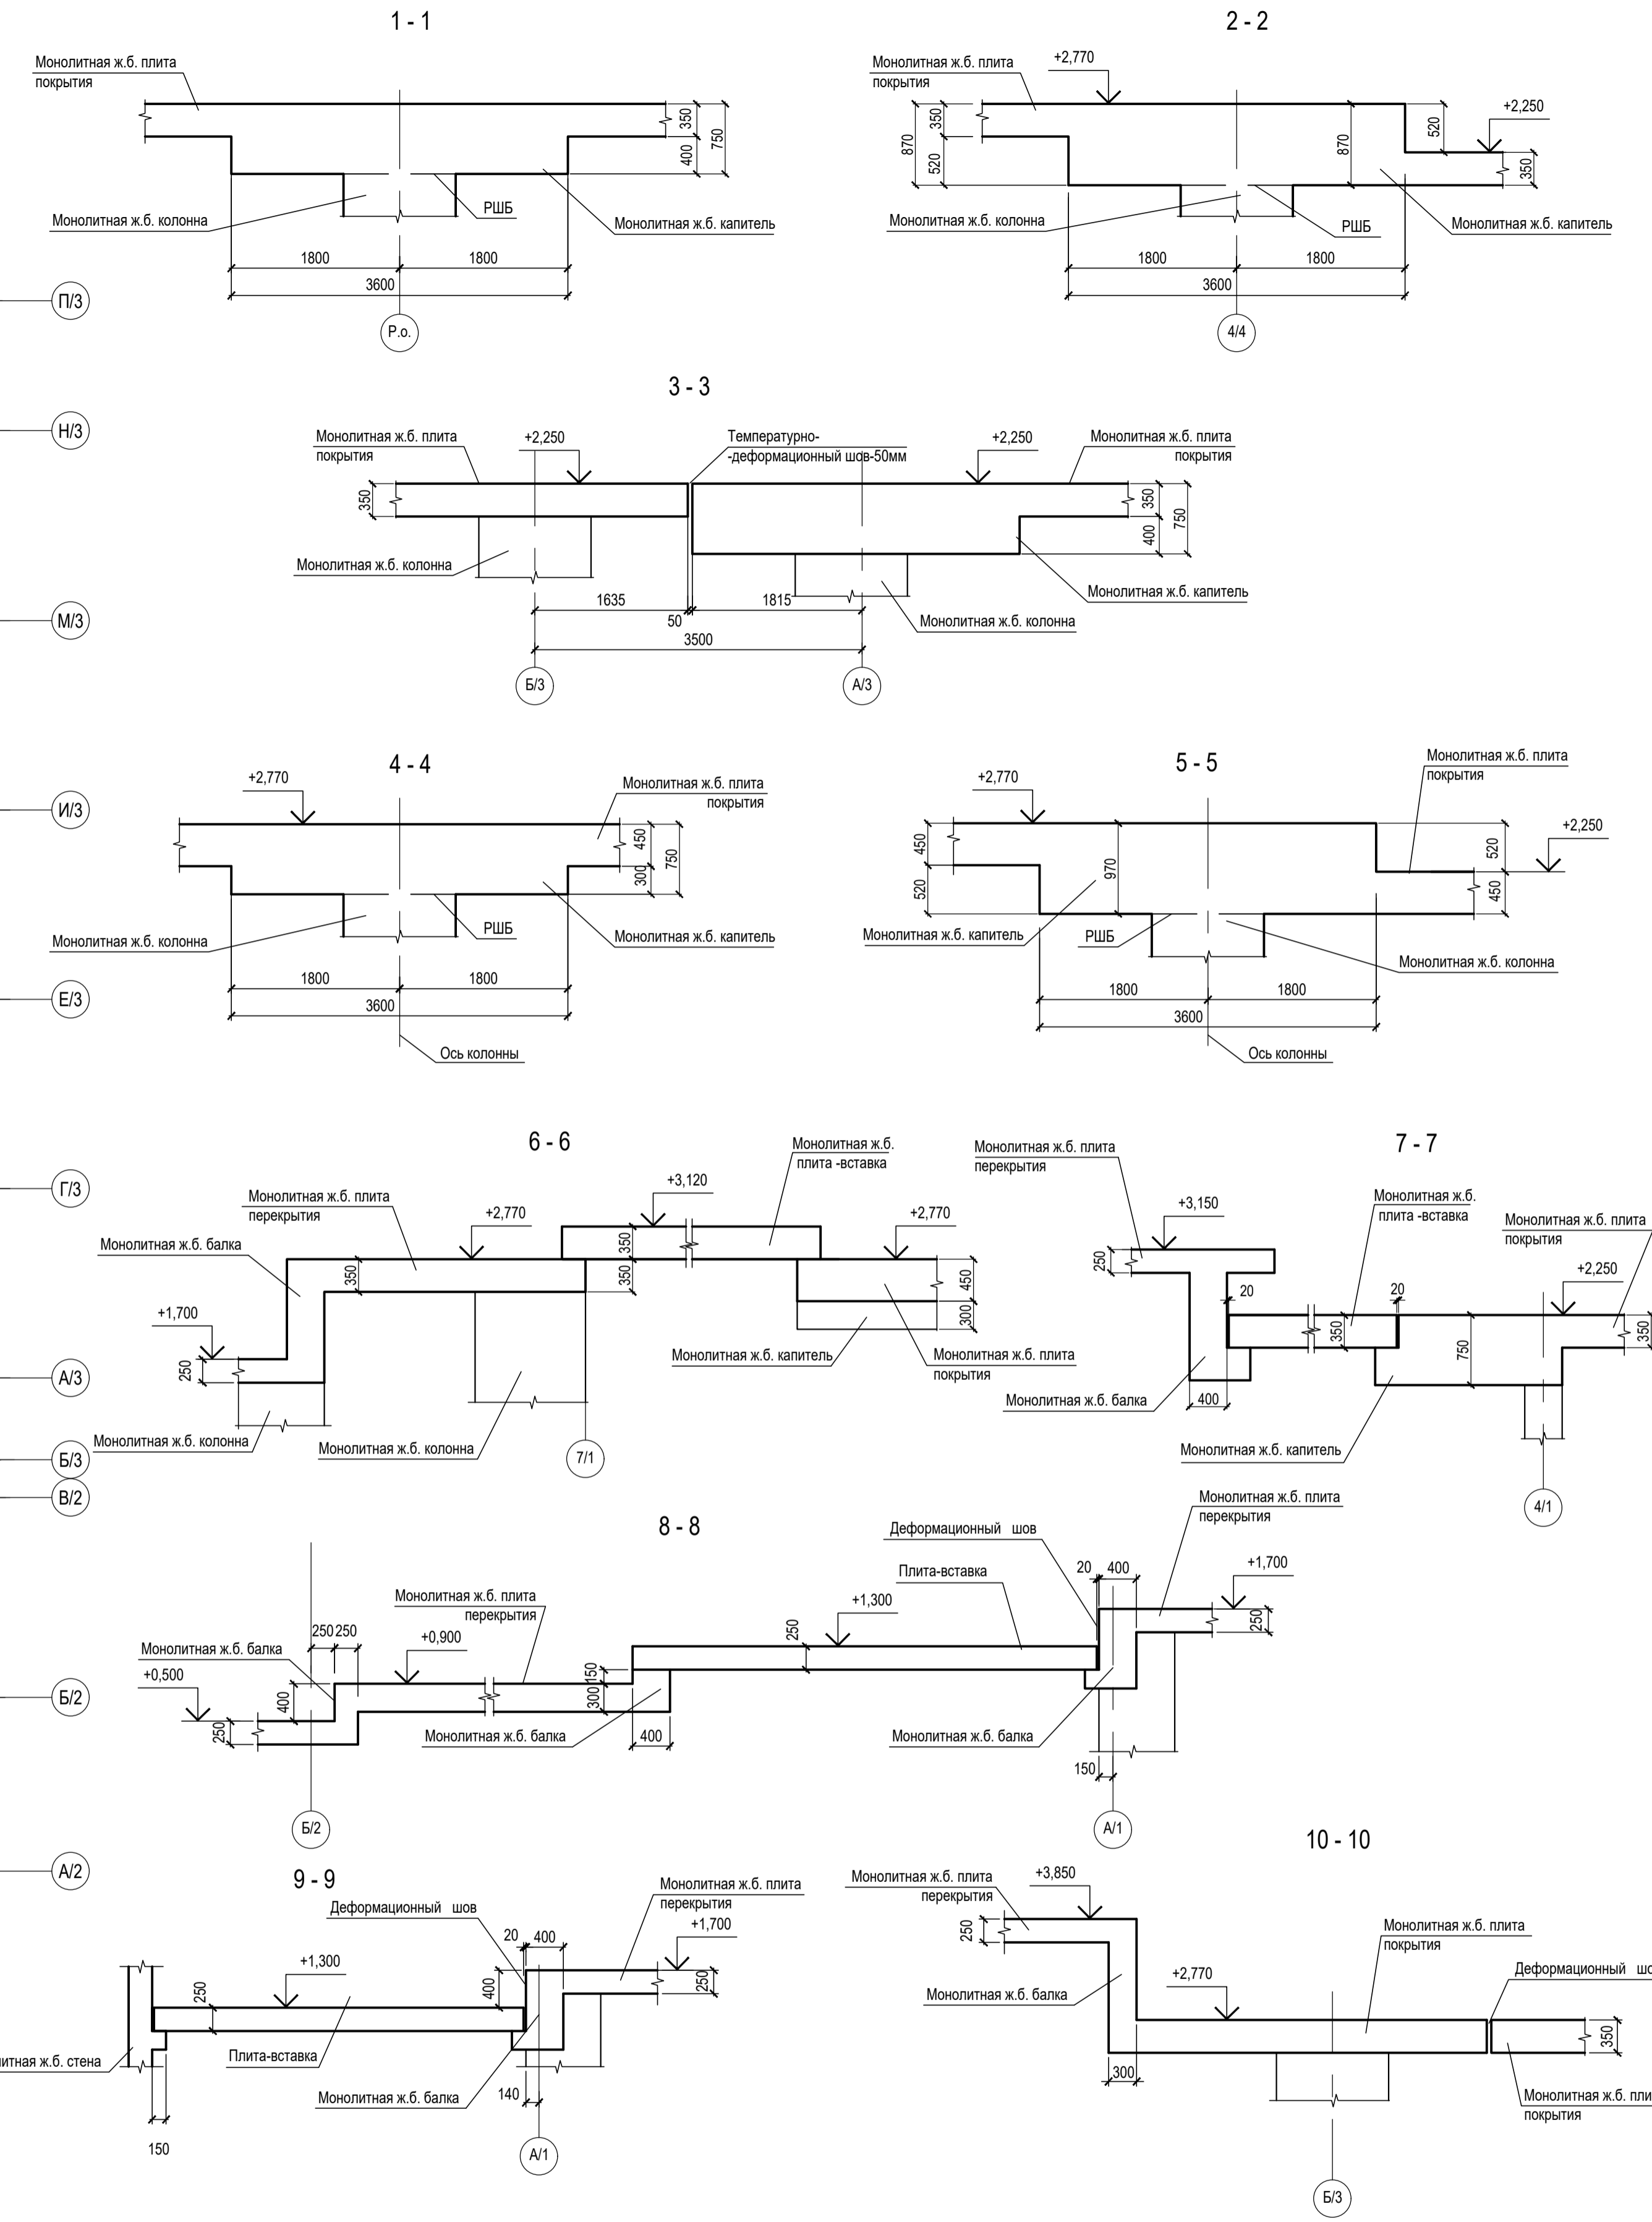 1 - 1
Монолитная ж.б. плита
покрытия
350
400
750
Монолитная ж.б. колонна
РШБ
Монолитная ж.б. капитель
1800
1800
3600
Р.о.
2 - 2
Монолитная ж.б. плита
покрытия
+2,770
+2,250
870
350
520
870
520
350
Монолитная ж.б. колонна
РШБ
Монолитная ж.б. капитель
1800
1800
3600
4/4
П/3
Н/3
М/3
И/3
Е/3
Г/3
А/3
Б/3
В/2
Б/2
А/2
3 - 3
Монолитная ж.б. плита
покрытия
+2,250
Температурно-
-деформационный шов-50мм
+2,250
Монолитная ж.б. плита
покрытия
350
350
400
750
Монолитная ж.б. колонна
Монолитная ж.б. капитель
Монолитная ж.б. колонна
1635
50
1815
3500
Б/3
А/3
4 - 4
+2,770
Монолитная ж.б. плита
покрытия
450
300
750
Монолитная ж.б. колонна
РШБ
Монолитная ж.б. капитель
1800
1800
3600
Ось колонны
5 - 5
+2,770
Монолитная ж.б. плита
покрытия
+2,250
450
520
970
520
450
Монолитная ж.б. капитель
РШБ
Монолитная ж.б. колонна
1800
1800
3600
Ось колонны
6 - 6
Монолитная ж.б.
плита -вставка
Монолитная ж.б. плита
перекрытия
Монолитная ж.б. балка
+2,770
+3,120
+2,770
+1,700
250
350
350
350
450
300
Монолитная ж.б. капитель
Монолитная ж.б. плита
покрытия
Монолитная ж.б. колонна
Монолитная ж.б. колонна
7/1
7 - 7
Монолитная ж.б. плита
перекрытия
+3,150
Монолитная ж.б.
плита -вставка
Монолитная ж.б. плита
покрытия
+2,250
250
20
20
350
750
350
400
Монолитная ж.б. балка
Монолитная ж.б. капитель
4/1
8 - 8
Деформационный шов
Монолитная ж.б. плита
перекрытия
Плита-вставка
20
400
+1,700
Монолитная ж.б. плита
перекрытия
250
250
+0,900
+1,300
Монолитная ж.б. балка
+0,500
400
250
150
300
250
250
400
Монолитная ж.б. балка
Монолитная ж.б. балка
150
Б/2
А/1
9 - 9
Деформационный шов
Монолитная ж.б. плита
перекрытия
20
400
+1,700
+1,300
250
400
250
итная ж.б. стена
Плита-вставка
Монолитная ж.б. балка
140
150
А/1
10 - 10
Монолитная ж.б. плита
перекрытия
+3,850
250
Монолитная ж.б. плита
покрытия
Монолитная ж.б. балка
+2,770
Деформационный шо
350
300
Монолитная ж.б. пли
покрытия
Б/3